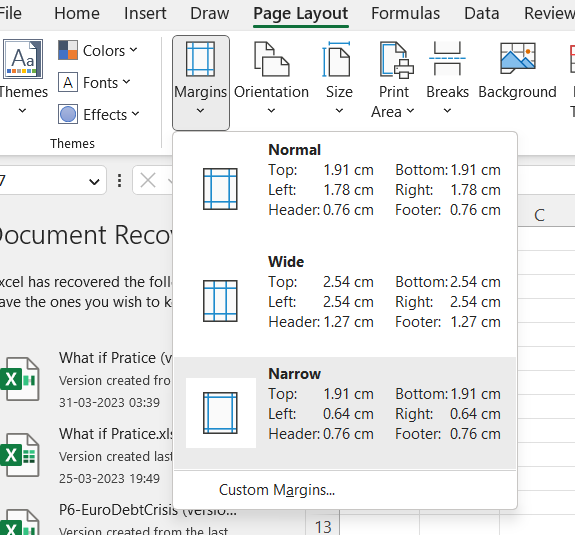 File Home Insert Draw Page Layout Formulas Data Review
Aa Colors
A Fonts
Effects
Themes Margins Orientation Size Print Area Breaks Background
Themes
7
Normal
Top: 1.91 cm Bottom: 1.91 cm
Left: 1.78 cm Right: 1.78 cm
Header: 0.76 cm Footer: 0.76 cm
Wide
Top: 2.54 cm Bottom: 2.54 cm
Left: 2.54 cm Right: 2.54 cm
Header: 1.27 cm Footer: 1.27 cm
Narrow
Top: 1.91 cm Bottom: 1.91 cm
Left: 0.64 cm Right: 0.64 cm
Header: 0.76 cm Footer: 0.76 cm
Custom Margins...
C
ocument Reco
xcel has recovered the follo
ave the ones you wish to k
What if Pratice (v
Version created fro
31-03-2023 03:39
What if Pratice.xls
Version created last
25-03-2023 19:49
P6-EuroDebtCrisis (versio...
Version created from the last
13